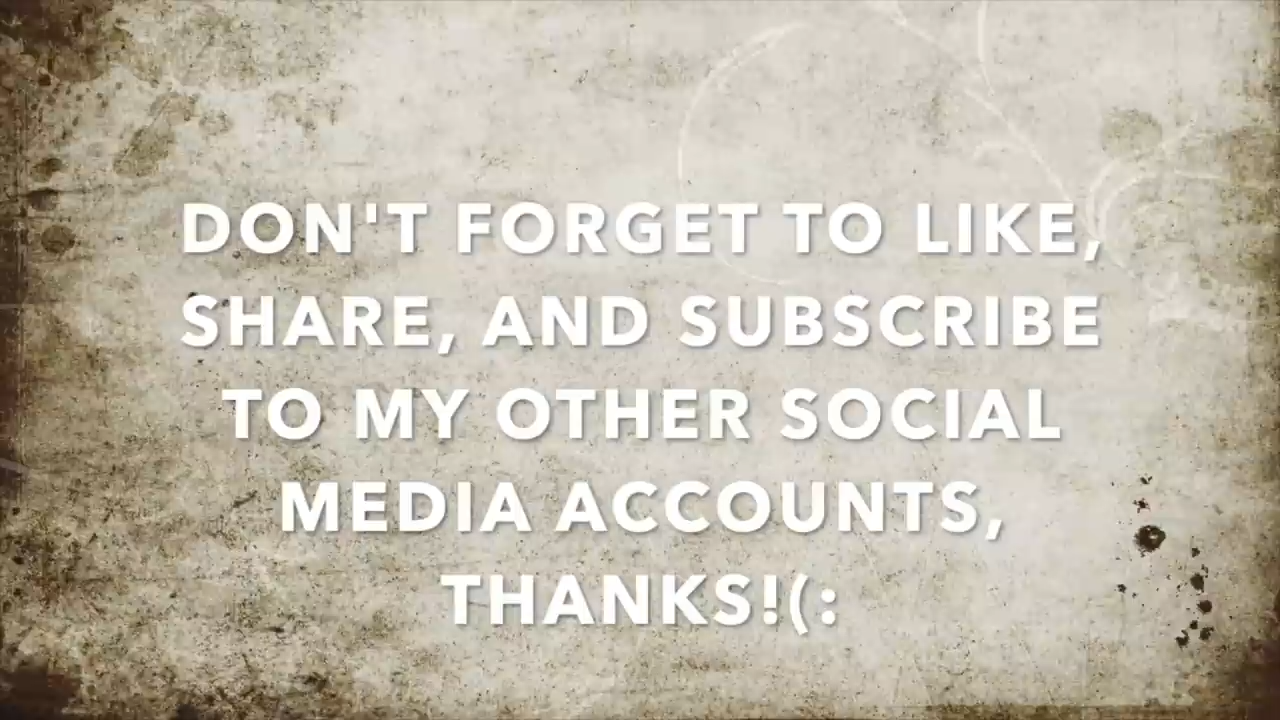 DON'T FORGET TO LIKE,
SHARE, AND SUBSCRIBE
TO MY OTHER SOCIAL
MEDIA ACCOUNTS,
THANKS!(: